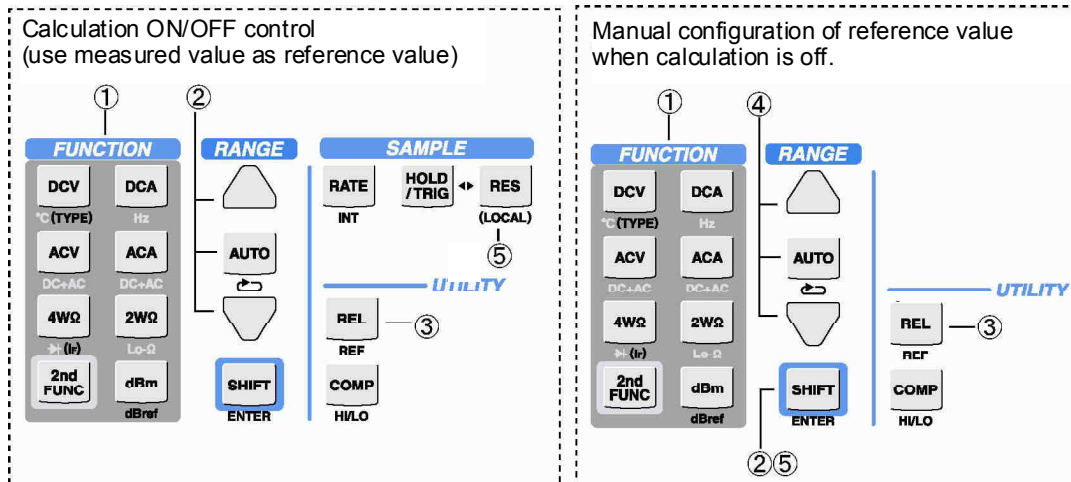 Calculation ON/OFF control
(use measured value as reference value)
① ②
FUNCTION RANGE SAMPLE
DCV DCA RATE HOLD /TRIG ◂▸ RES
°C (TYPE) Hz INT (LOCAL)
⑤
ACV ACA AUTO
DC+AC DC+AC
UTILITY
4WΩ 2WΩ REL ③
(IF) Lo-Ω REF
2nd FUNC dBm SHIFT COMP
dBref ENTER HI/LO
Manual configuration of reference value
when calculation is off.
① ④
FUNCTION RANGE
DCV DCA
°C (TYPE) Hz
ACV ACA AUTO
DC+AC DC+AC
UTILITY
4WΩ 2WΩ REL ③
(IF) Lo-Ω REF
2nd FUNC dBm SHIFT COMP
dBref ENTER HI/LO
②⑤